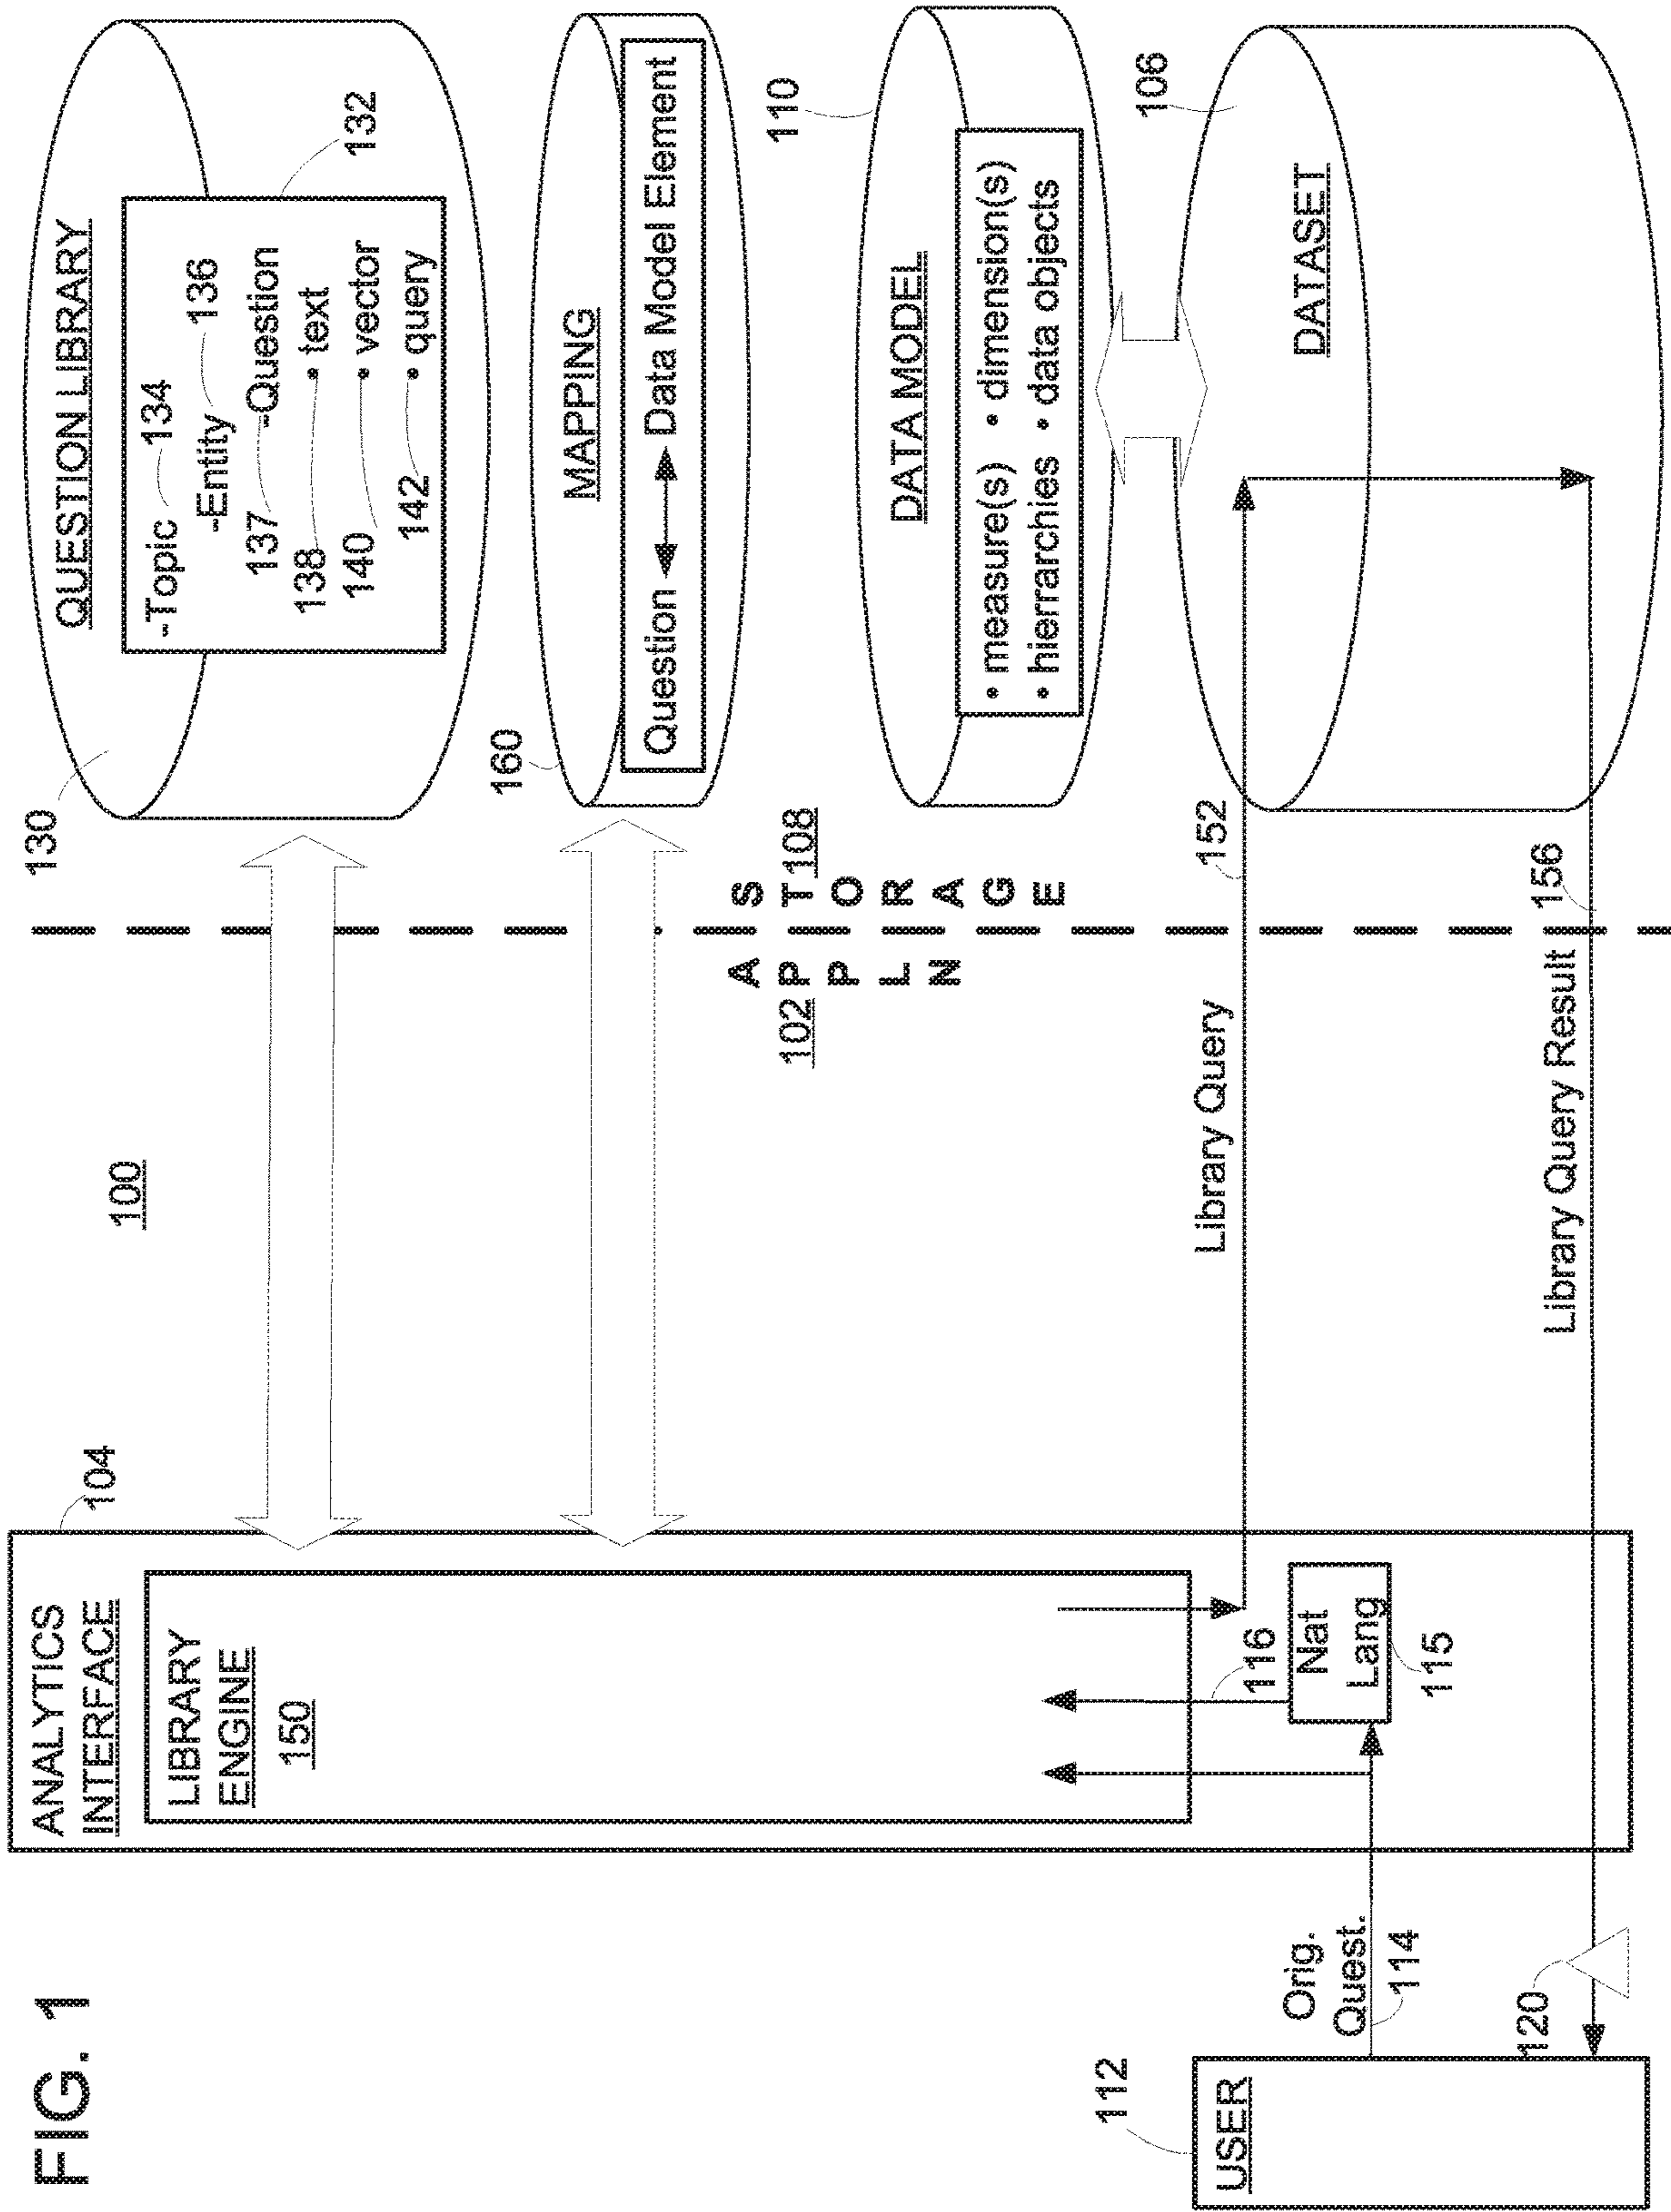 FIG. 1
100
ANALYTICS
INTERFACE
104
LIBRARY
ENGINE
150
QUESTION LIBRARY
130
-Topic 134
-Entity 136
137 -Question
138 • text
140 • vector
142 • query
132
MAPPING
160
Question Data Model Element
A
P
P
L
N
102
S
T
O
R
A
G
E
108
DATA MODEL
110
• measure(s) • dimension(s)
• hierrarchies • data objects
DATASET
106
USER
112
Orig.
Quest.
114
Nat
Lang
115
116
Library Query
152
Library Query Result
156
120